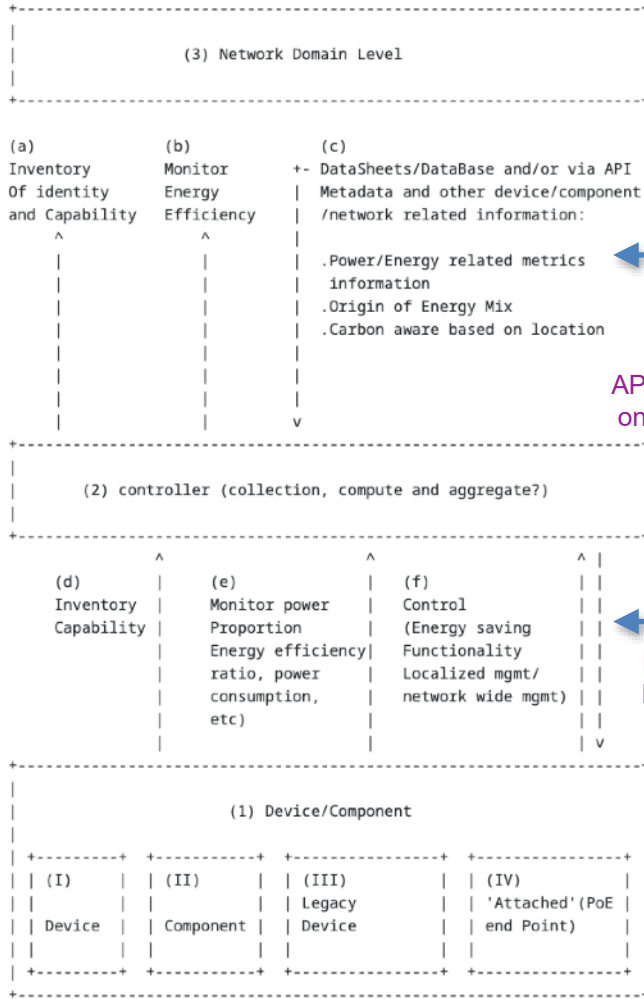 (3) Network Domain Level
(a) (b) (c)
Inventory Monitor +- DataSheets/DataBase and/or via API
Of identity Energy | Metadata and other device/component
and Capability Efficiency | /network related information:
.Power/Energy related metrics
information
.Origin of Energy Mix
.Carbon aware based on location
AP
on
(2) controller (collection, compute and aggregate?)
(d) (e) (f)
Inventory | Monitor power | Control
Capability | Proportion | (Energy saving
Energy efficiency| Functionality
ratio, power | Localized mgmt/
consumption, | network wide mgmt)
etc)
(1) Device/Component
(I) (II) (III) (IV)
Legacy 'Attached'(PoE
Device Component Device end Point)